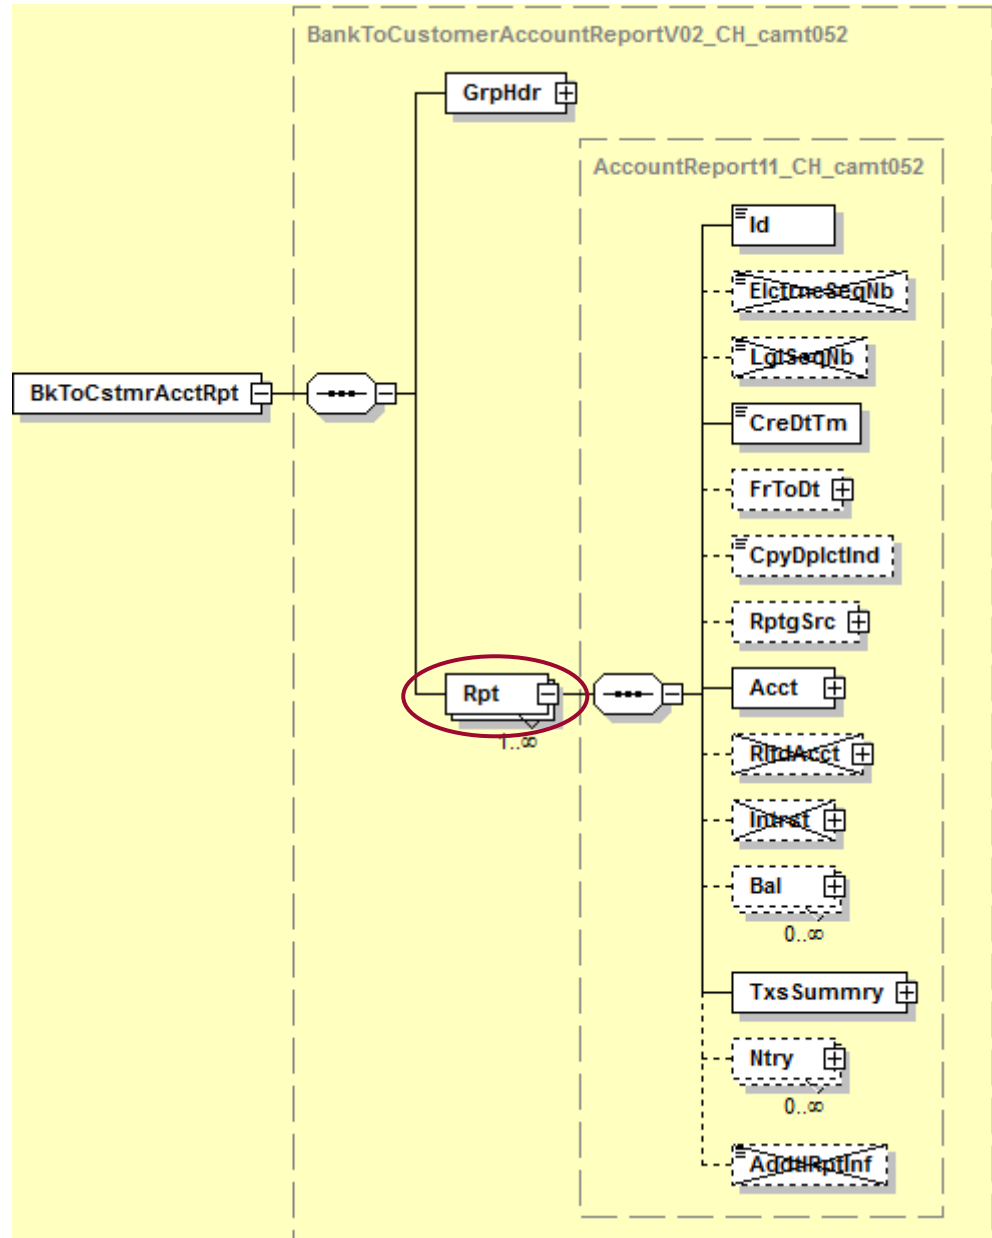 BankToCustomerAccountReportV02_CH_camt052
GrpHdr
AccountReport11_CH_camt052
Id
ElctrncSeqNb
LglSeqNb
BkToCstmrAcctRpt
CreDtTm
FrToDt
CpyDplctInd
RptgSrc
Rpt
1..∞
Acct
RltdAcct
Intrst
Bal
0..∞
TxsSummry
Ntry
0..∞
AddtlRptInf